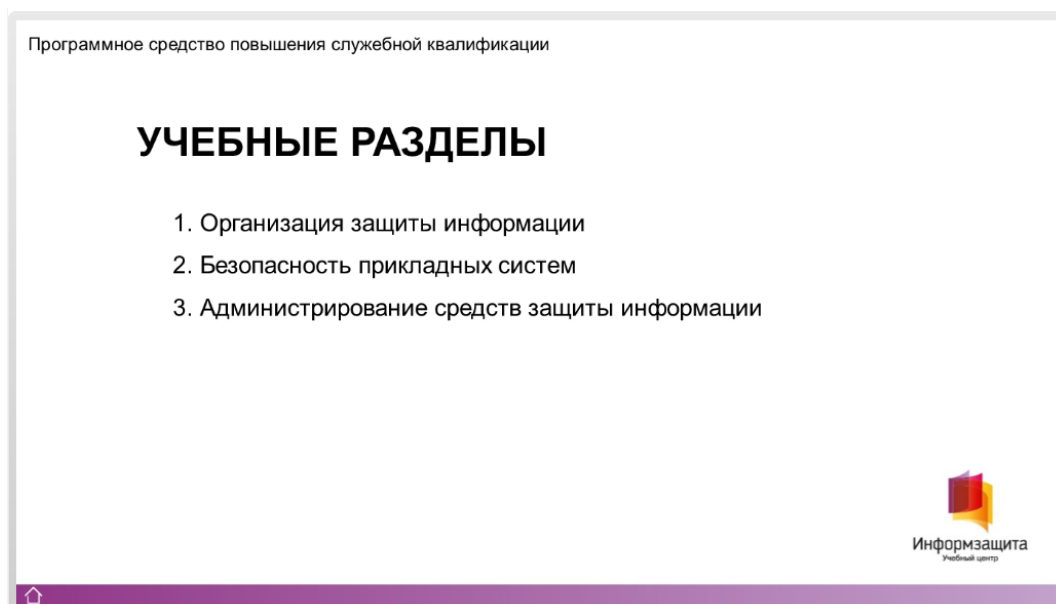 Программное средство повышения служебной квалификации
УЧЕБНЫЕ РАЗДЕЛЫ
1. Организация защиты информации
2. Безопасность прикладных систем
3. Администрирование средств защиты информации
Информзащита
Учебный центр